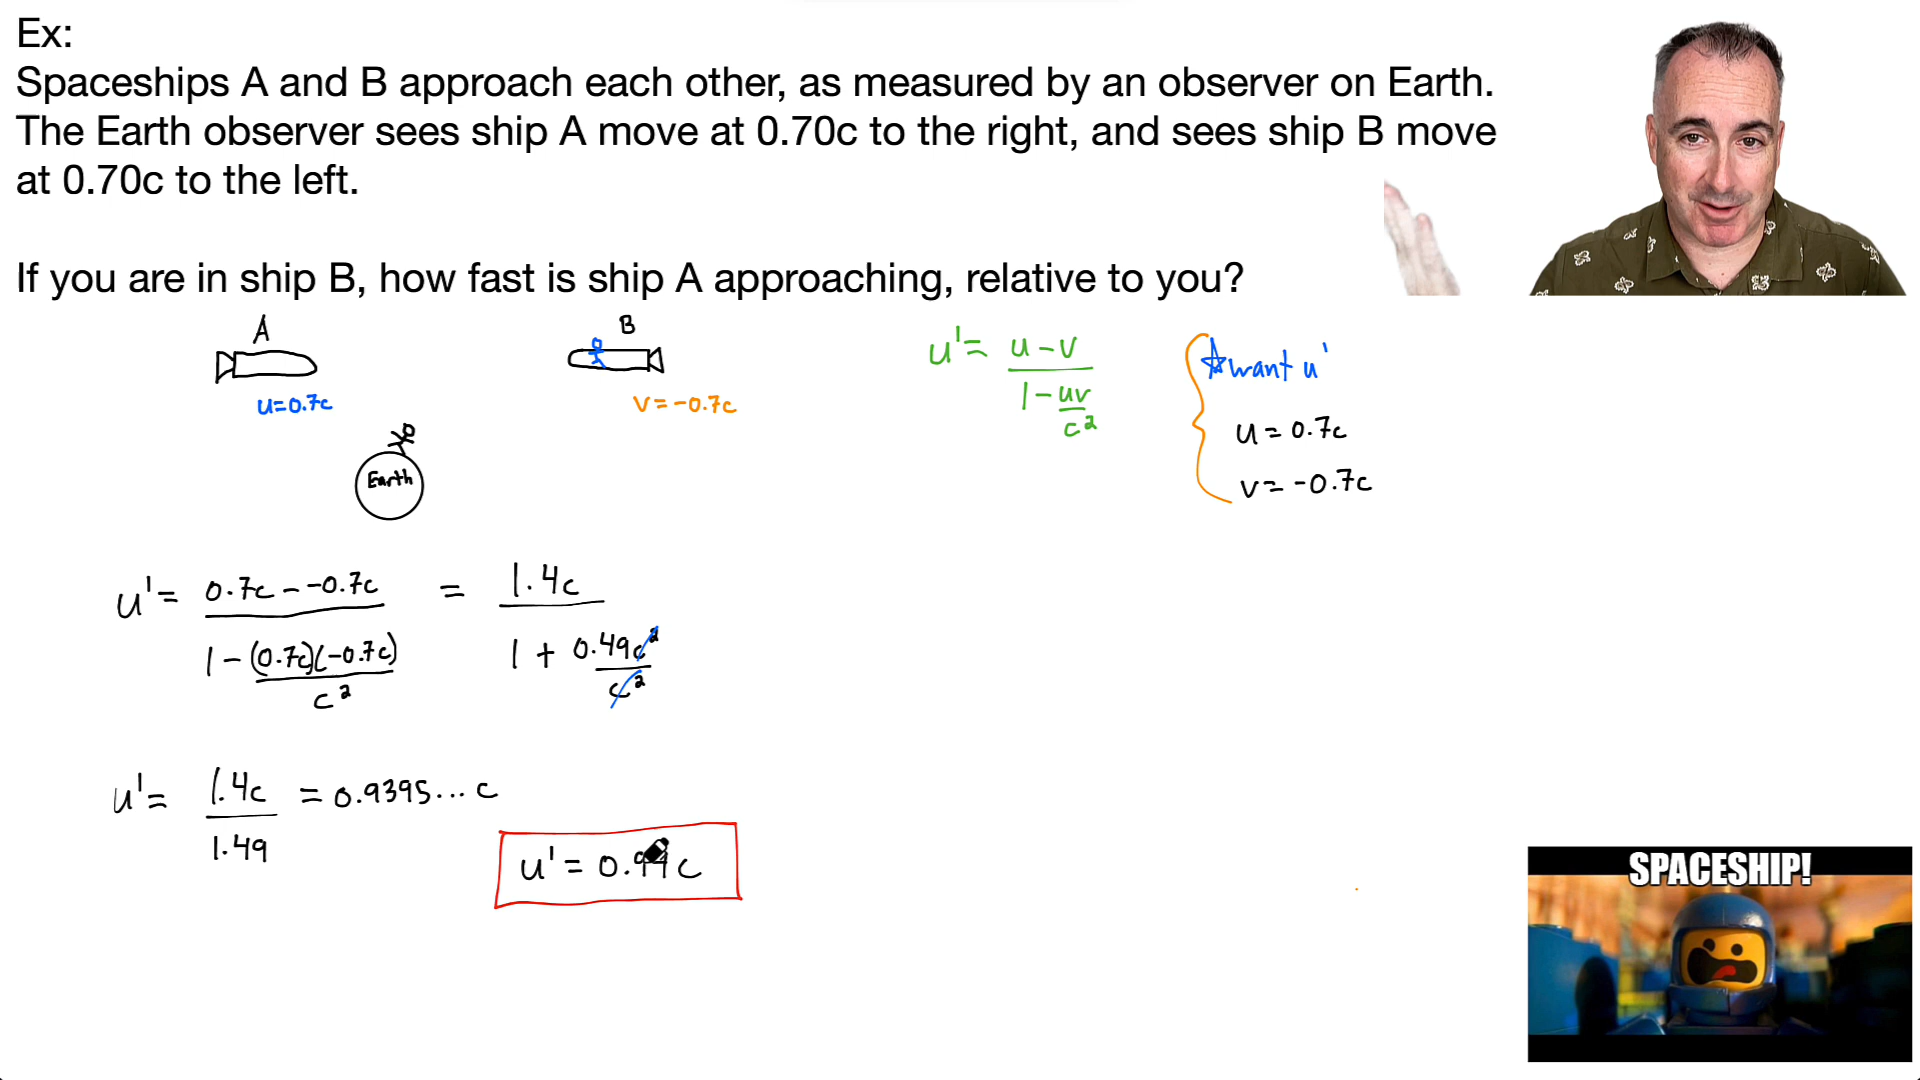 Ex:
Spaceships A and B approach each other, as measured by an observer on Earth.
The Earth observer sees ship A move at 0.70c to the right, and sees ship B move
at 0.70c to the left.
If you are in ship B, how fast is ship A approaching, relative to you?
A
B
u=0.7c
v=-0.7c
Earth
u' = u-v / 1 - uv/c²
☆want u'
u = 0.7c
v = -0.7c
u' = 0.7c - -0.7c / 1 - (0.7c)(-0.7c)/c² = 1.4c / 1 + 0.49c²/c²
u' = 1.4c / 1.49 = 0.9395... c
u' = 0.94c
SPACESHIP!